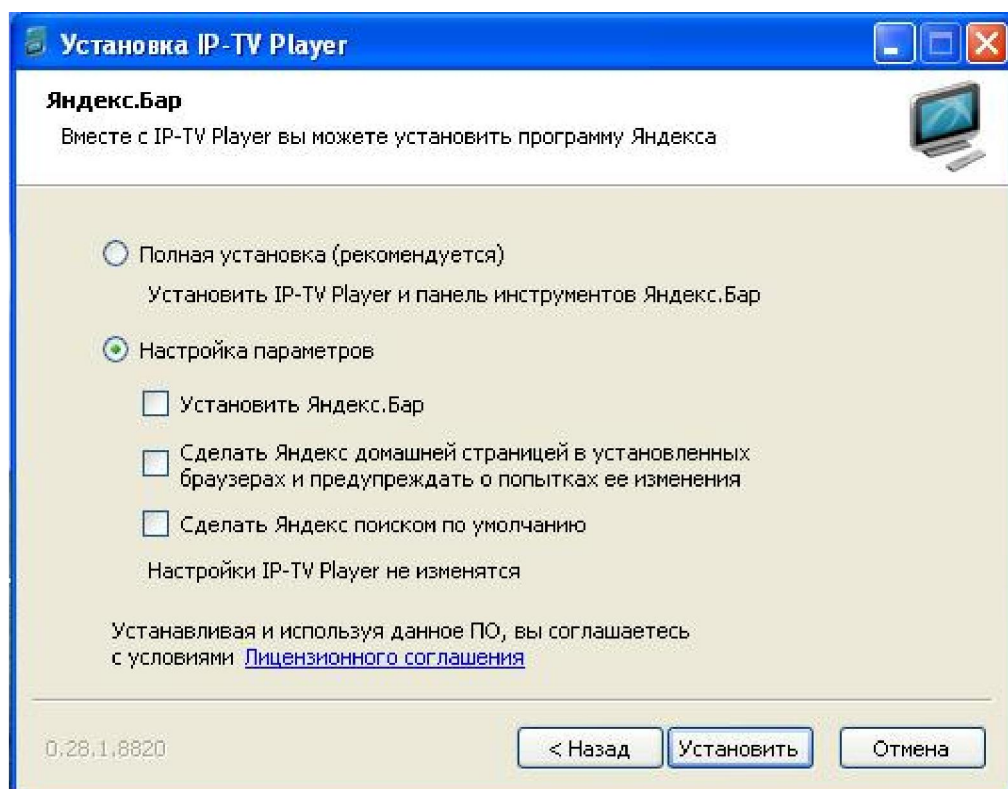 Установка IP-TV Player
Яндекс.Бар
Вместе с IP-TV Player вы можете установить программу Яндекса
Полная установка (рекомендуется)
Установить IP-TV Player и панель инструментов Яндекс.Бар
Настройка параметров
Установить Яндекс.Бар
Сделать Яндекс домашней страницей в установленных
браузерах и предупреждать о попытках ее изменения
Сделать Яндекс поиском по умолчанию
Настройки IP-TV Player не изменятся
Устанавливая и используя данное ПО, вы соглашаетесь
с условиями Лицензионного соглашения
0.28.1.8820
< Назад
Установить
Отмена